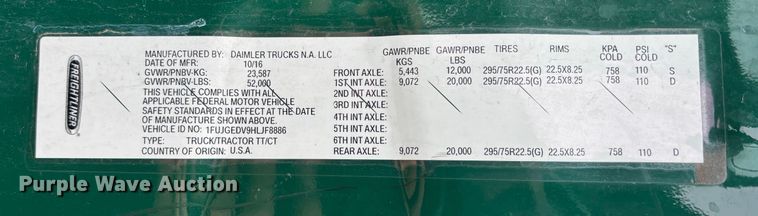 FREIGHTLINER
MANUFACTURED BY: DAIMLER TRUCKS N.A. LLC
DATE OF MFR: 10/16
GVWR/PNBV-KG: 23,587
GVWR/PNBV-LBS: 52,000
THIS VEHICLE COMPLIES WITH ALL
APPLICABLE FEDERAL MOTOR VEHICLE
SAFETY STANDARDS IN EFFECT AT THE DATE
OF MANUFACTURE SHOWN ABOVE.
VEHICLE ID NO: 1FUJGEDV9HLJF8886
TYPE: TRUCK/TRACTOR TT/CT
COUNTRY OF ORIGIN: U.S.A.
GAWR/PNBE KGS GAWR/PNBE LBS TIRES RIMS KPA COLD PSI COLD "S"
FRONT AXLE: 5,443 12,000 295/75R22.5(G) 22.5X8.25 758 110 S
1ST INT AXLE: 9,072 20,000 295/75R22.5(G) 22.5X8.25 758 110 D
2ND INT AXLE:
3RD INT AXLE:
4TH INT AXLE:
5TH INT AXLE:
6TH INT AXLE:
REAR AXLE: 9,072 20,000 295/75R22.5(G) 22.5X8.25 758 110 D
Purple Wave Auction